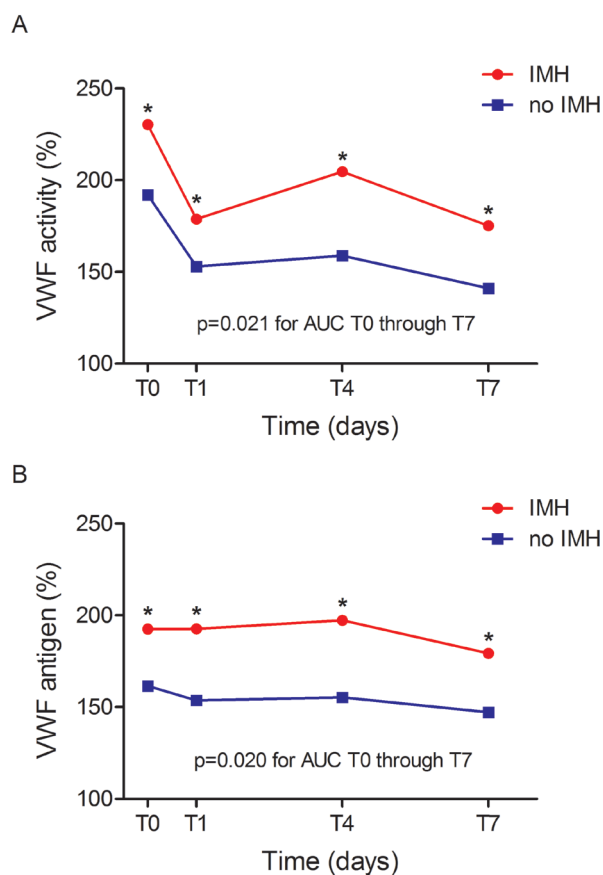 A
250
200
150
100
VWF activity (%)
IMH
no IMH
*
*
*
*
p=0.021 for AUC T0 through T7
T0 T1 T4 T7
Time (days)
B
250
200
150
100
VWF antigen (%)
IMH
no IMH
*
*
*
*
p=0.020 for AUC T0 through T7
T0 T1 T4 T7
Time (days)